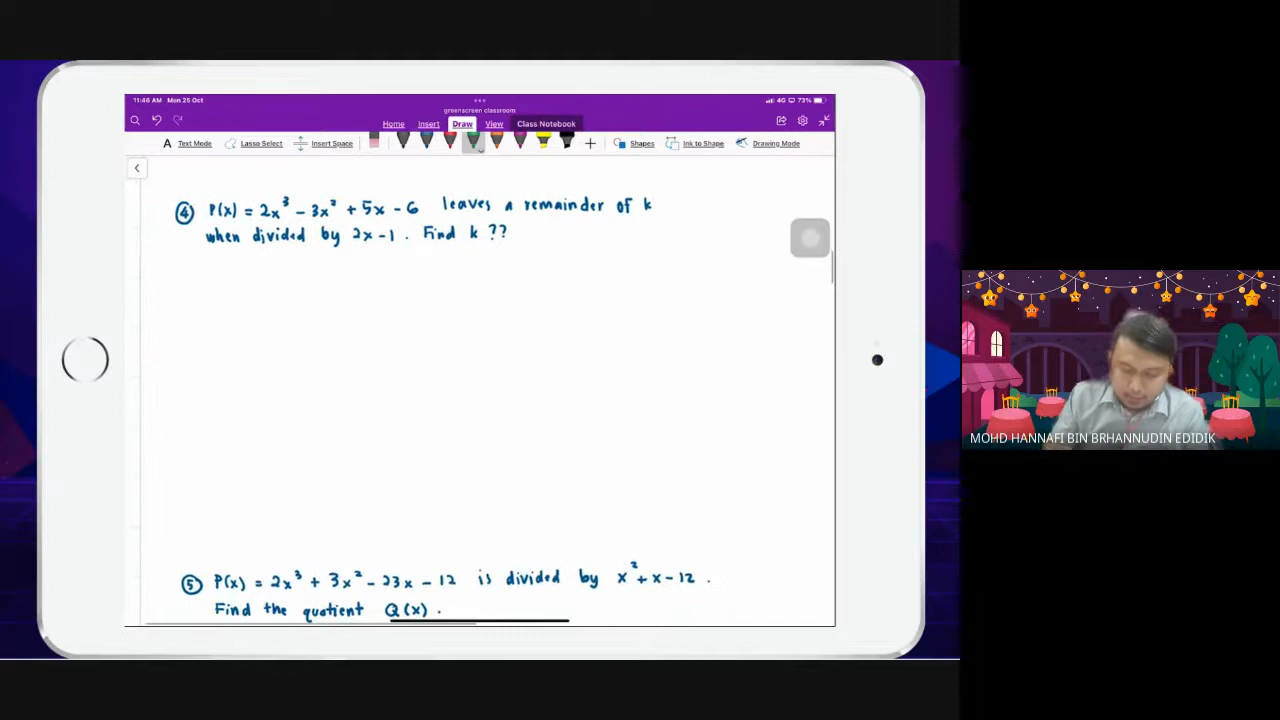 11:46 AM Mon 25 Oct
4G 73%
greenscreen classroom
Home Insert Draw View Class Notebook
A Text Mode Lasso Select Insert Space Shapes Ink to Shape Drawing Mode
④ P(x) = 2x³ - 3x² + 5x - 6 leaves a remainder of k
when divided by 2x - 1 . Find k ??
⑤ P(x) = 2x³ + 3x² - 23x - 12 is divided by x² + x - 12 .
Find the quotient Q(x) .
MOHD HANNAFI BIN BRHANNUDIN EDIDIK